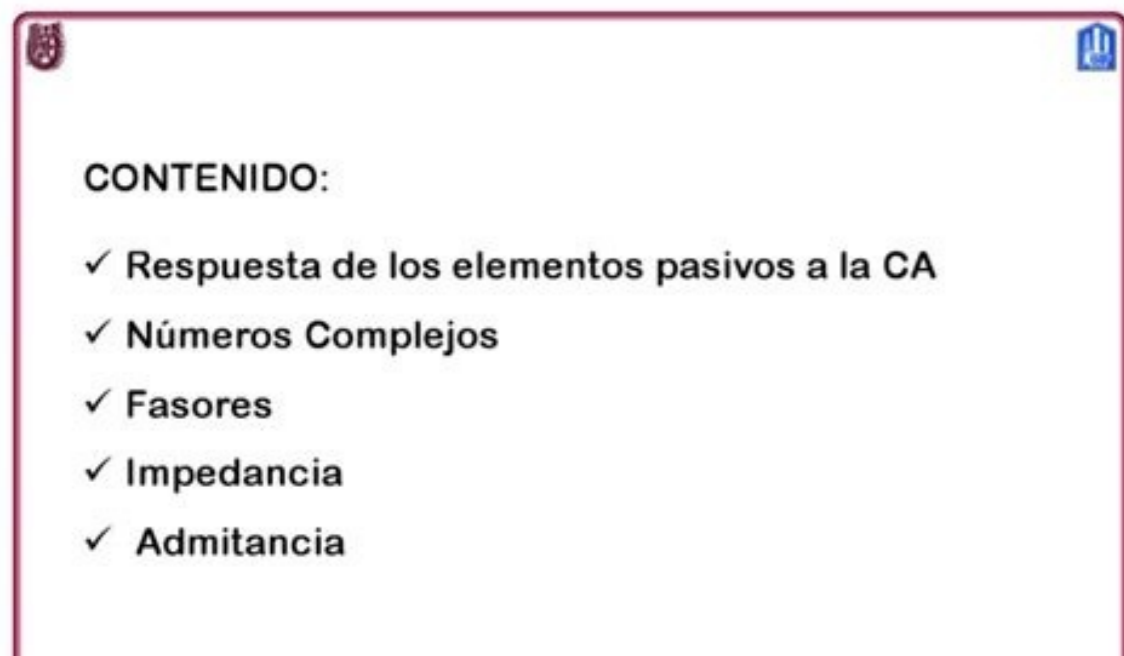 CONTENIDO:
✓ Respuesta de los elementos pasivos a la CA
✓ Números Complejos
✓ Fasores
✓ Impedancia
✓ Admitancia